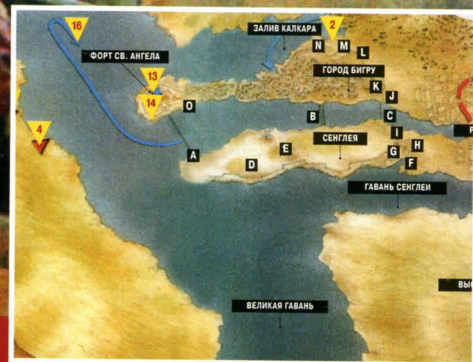 16
ЗАЛИВ КАЛКАРА
2
N M
L
ФОРТ СВ. АНГЕЛА
13
ГОРОД БИГРУ
K
14
O
J
B
C
4
СЕНГЛЕЯ
I
A
E
H
D
G
F
ГАВАНЬ СЕНГЛЕИ
ВЕЛИКАЯ ГАВАНЬ